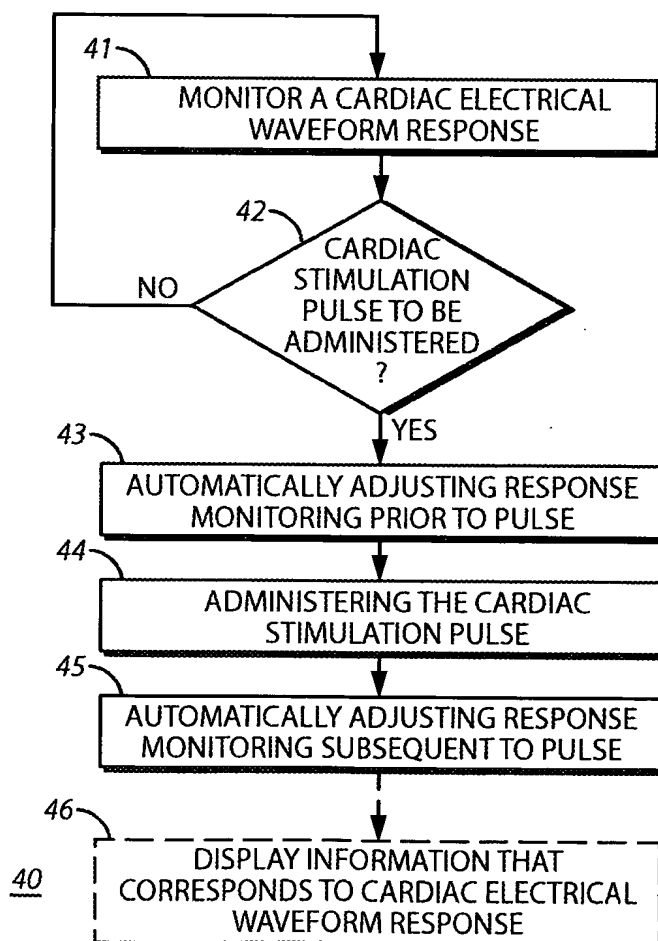 41
MONITOR A CARDIAC ELECTRICAL
WAVEFORM RESPONSE
42
CARDIAC
STIMULATION
PULSE TO BE
ADMINISTERED
?
NO
YES
43
AUTOMATICALLY ADJUSTING RESPONSE
MONITORING PRIOR TO PULSE
44
ADMINISTERING THE CARDIAC
STIMULATION PULSE
45
AUTOMATICALLY ADJUSTING RESPONSE
MONITORING SUBSEQUENT TO PULSE
46
40
DISPLAY INFORMATION THAT
CORRESPONDS TO CARDIAC ELECTRICAL
WAVEFORM RESPONSE